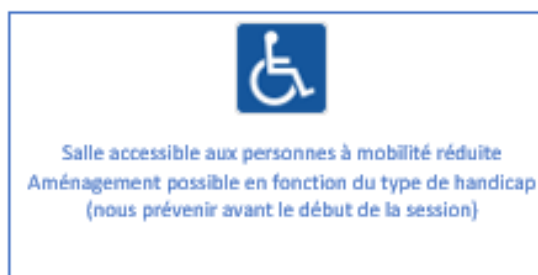 Salle accessible aux personnes à mobilité réduite
Aménagement possible en fonction du type de handicap
(nous prévenir avant le début de la session)